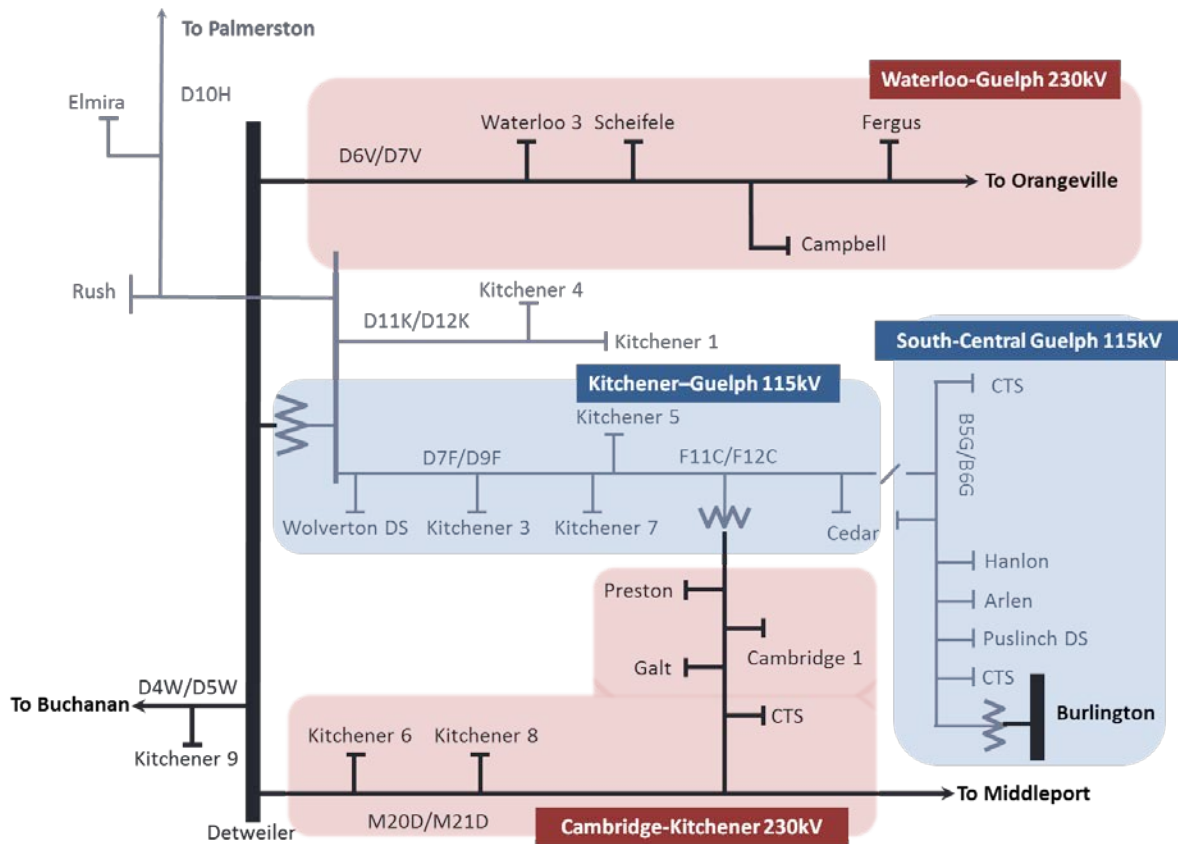 To Palmerston
D10H
Elmira
Waterloo-Guelph 230kV
Waterloo 3
Scheifele
Fergus
D6V/D7V
To Orangeville
Campbell
Rush
Kitchener 4
D11K/D12K
Kitchener 1
South-Central Guelph 115kV
Kitchener–Guelph 115kV
CTS
Kitchener 5
B5G/B6G
D7F/D9F
F11C/F12C
Wolverton DS
Kitchener 3
Kitchener 7
Cedar
Hanlon
Preston
Arlen
Puslinch DS
Cambridge 1
Galt
CTS
D4W/D5W
To Buchanan
CTS
Burlington
Kitchener 6
Kitchener 8
Kitchener 9
To Middleport
M20D/M21D
Cambridge-Kitchener 230kV
Detweiler